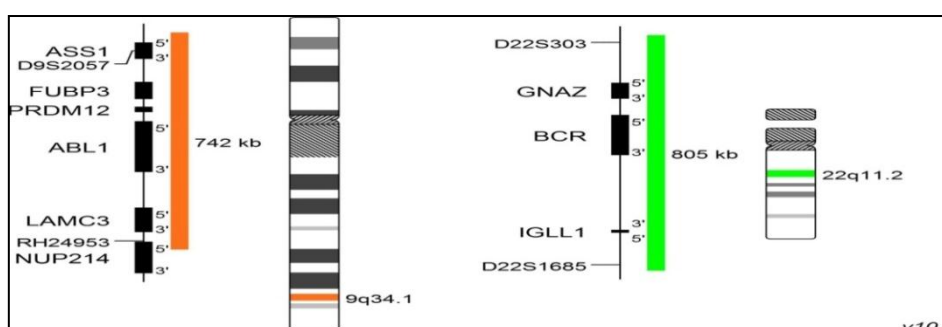 ASS1
5'
3'
D9S2057
FUBP3
PRDM12
ABL1
5'
3'
742 kb
LAMC3
5'
3'
RH24953
NUP214
5'
3'
9q34.1
D22S303
GNAZ
5'
3'
BCR
5'
3'
805 kb
IGLL1
3'
5'
D22S1685
22q11.2